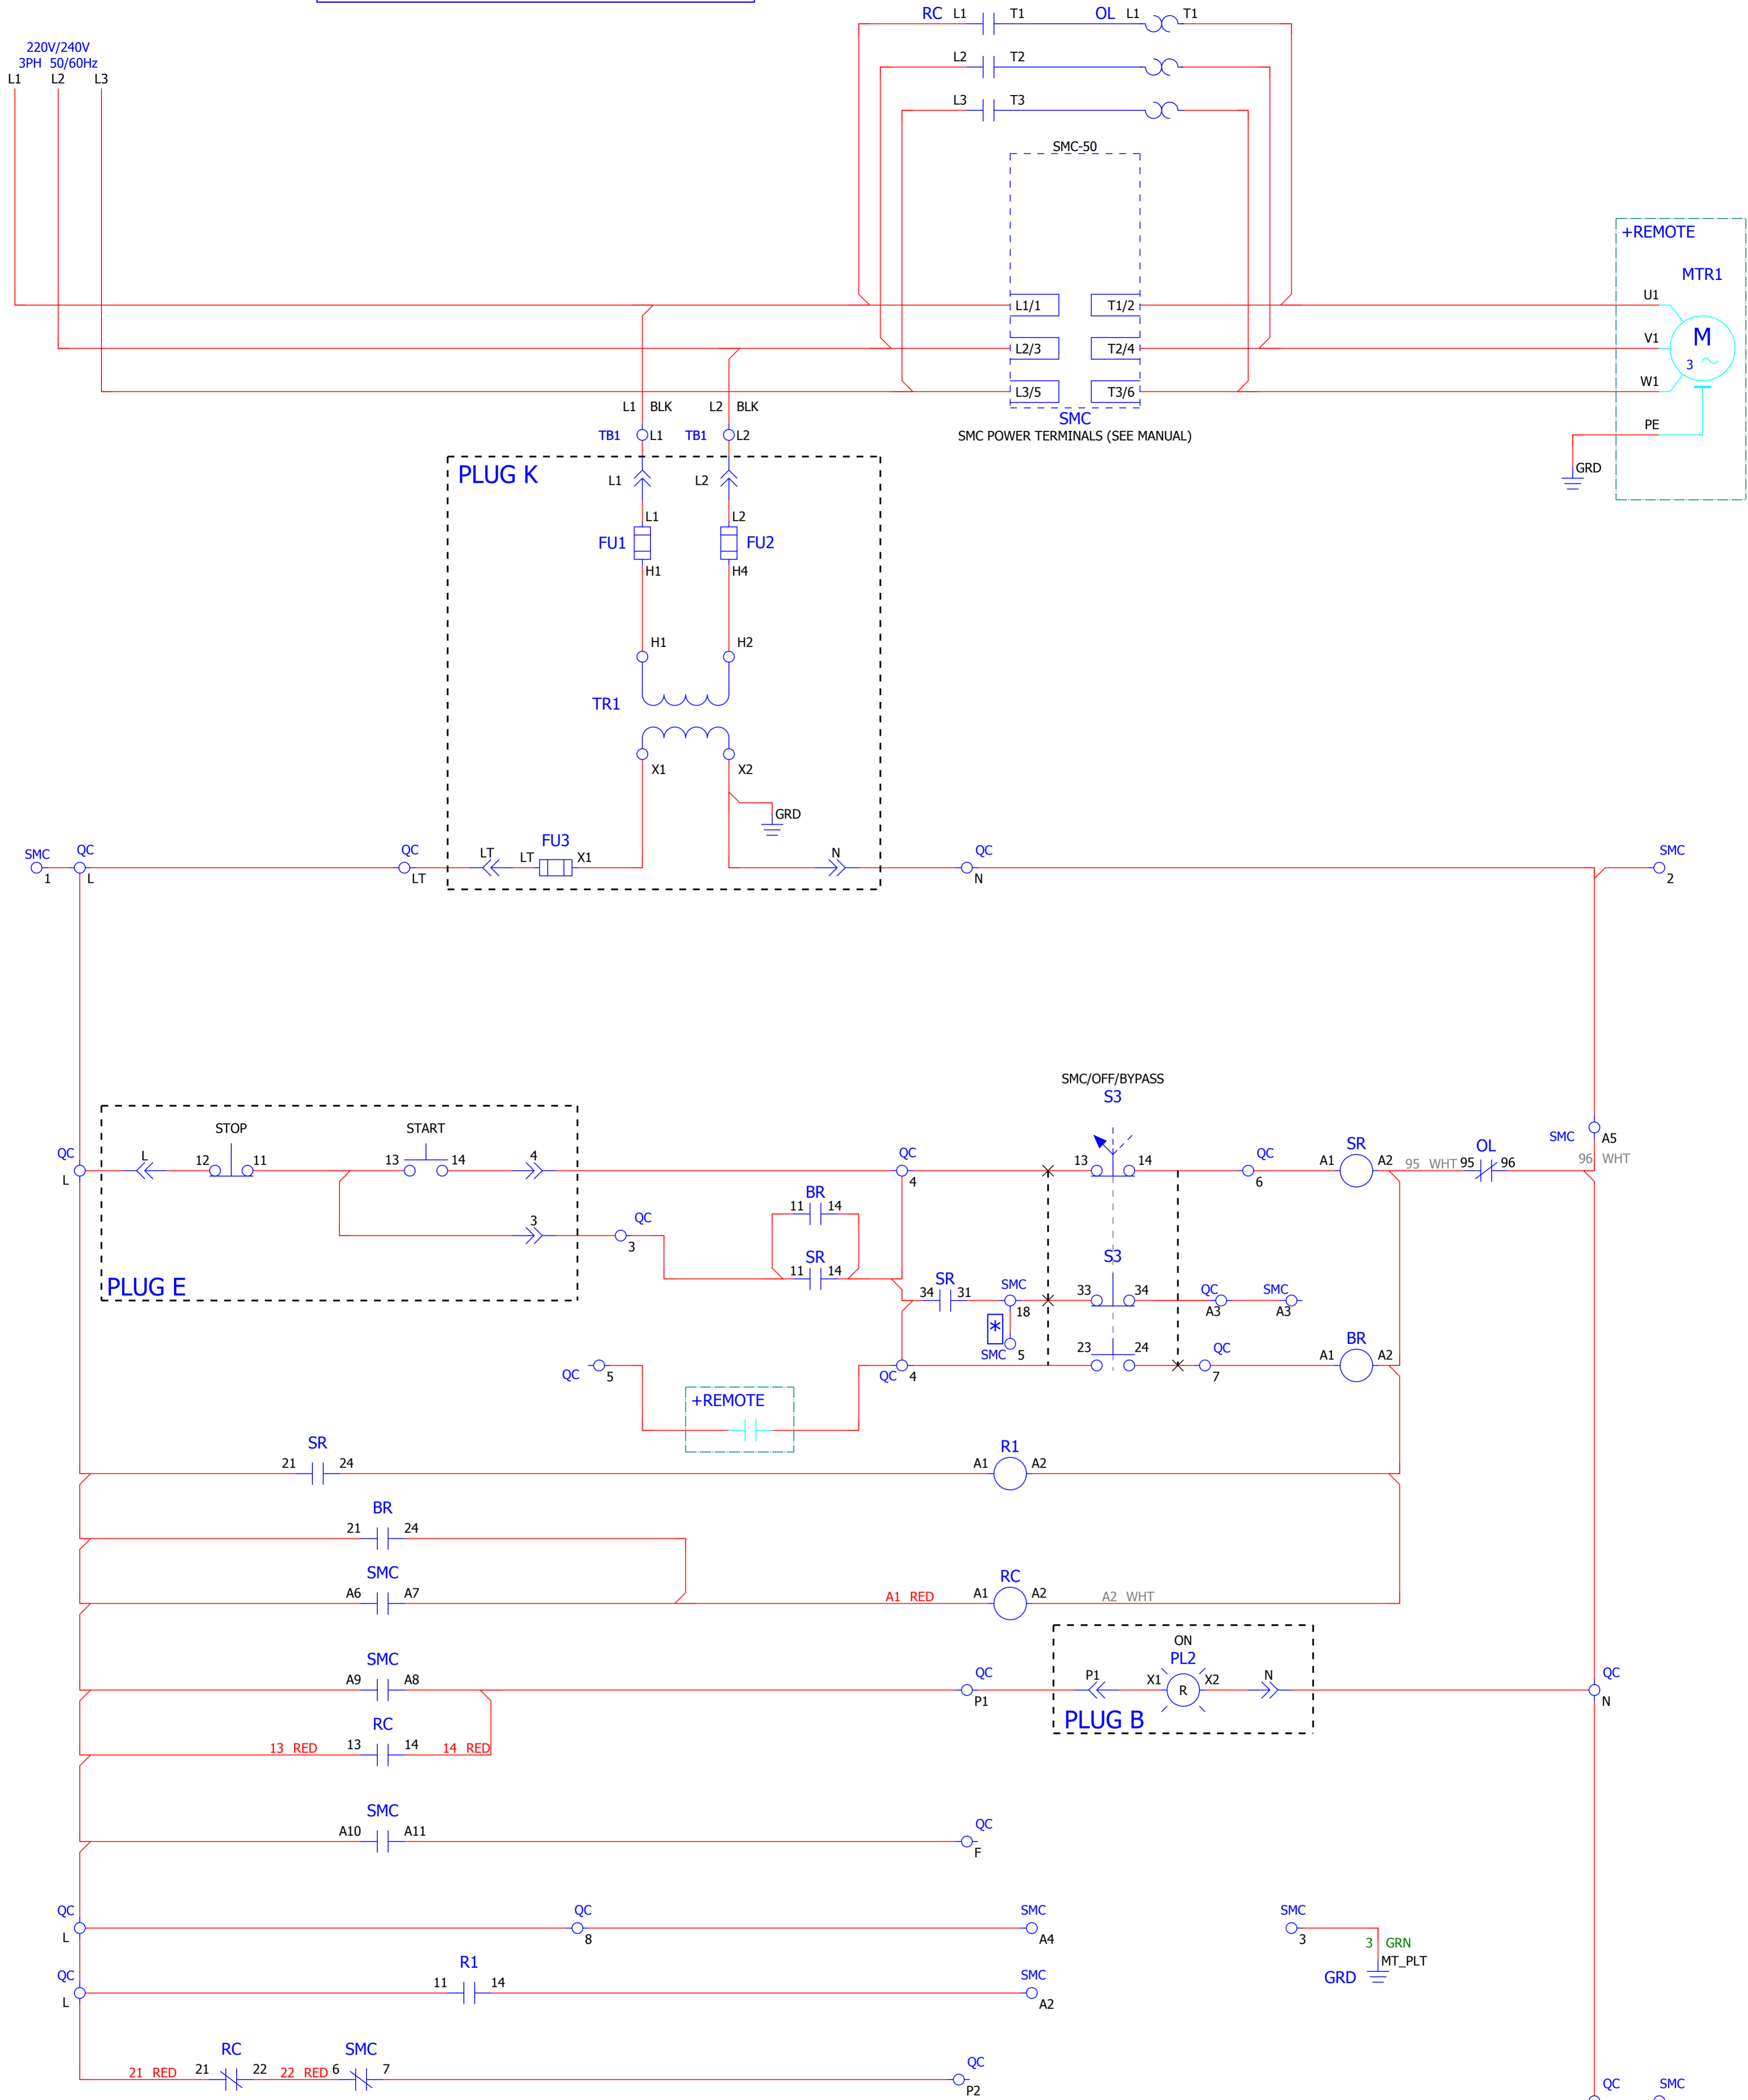 RC L1 T1 OL L1 T1
220V/240V
3PH 50/60Hz
L1 L2 L3
L2 T2
L3 T3
SMC-50
+REMOTE
MTR1
L1/1 T1/2 U1
L2/3 T2/4 V1 M
3
L3/5 T3/6 W1
L1 BLK L2 BLK
SMC
SMC POWER TERMINALS (SEE MANUAL)
PE
TB1 L1 TB1 L2
GRD
PLUG K
L1 L2
L1 L2
FU1 FU2
H1 H4
H1 H2
TR1
X1 X2
GRD
SMC QC QC LT LT FU3 X1 N QC SMC
1 L LT N 2
SMC/OFF/BYPASS
S3
STOP START
QC L 12 11 13 14 4 QC 13 14 QC SR A1 A2 95 WHT 95 OL 96 SMC A5
96 WHT
L 4 6
BR
11 14
3 QC
3
SR
11 14
S3
PLUG E
SR
34 31 SMC 33 34 QC SMC
18 A3 A3
*
SMC 5 23 24 QC BR
A1 A2
QC 5 QC 4 7
+REMOTE
SR R1
21 24 A1 A2
BR
21 24
SMC RC
A6 A7 A1 RED A1 A2 A2 WHT
ON
SMC PL2
A9 A8 QC P1 X1 R X2 N QC
P1 N
PLUG B
RC
13 RED 13 14 14 RED
SMC
A10 A11 QC
F
QC QC SMC SMC
L 8 A4 3
3 GRN
MT_PLT
GRD
QC R1 SMC
L 11 14 A2
RC SMC
21 RED 21 22 22 RED 6 7 QC
P2
QC SMC